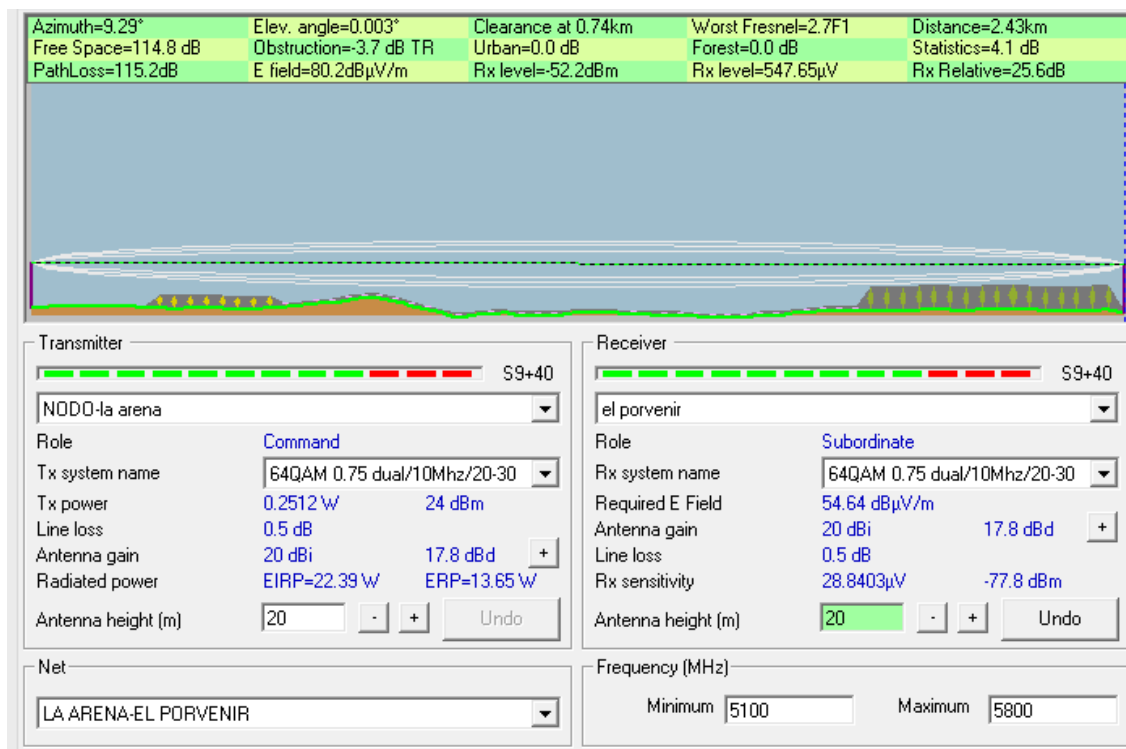 Azimuth=9.29° Elev. angle=0.003° Clearance at 0.74km Worst Fresnel=2.7F1 Distance=2.43km
Free Space=114.8 dB Obstruction=-3.7 dB TR Urban=0.0 dB Forest=0.0 dB Statistics=4.1 dB
PathLoss=115.2dB E field=80.2dBµV/m Rx level=-52.2dBm Rx level=547.65µV Rx Relative=25.6dB
Transmitter
S9+40
NODO-la arena
Role Command
Tx system name 64QAM 0.75 dual/10Mhz/20-30
Tx power 0.2512 W 24 dBm
Line loss 0.5 dB
Antenna gain 20 dBi 17.8 dBd +
Radiated power EIRP=22.39 W ERP=13.65 W
Antenna height (m) 20 - + Undo
Receiver
S9+40
el porvenir
Role Subordinate
Rx system name 64QAM 0.75 dual/10Mhz/20-30
Required E Field 54.64 dBµV/m
Antenna gain 20 dBi 17.8 dBd +
Line loss 0.5 dB
Rx sensitivity 28.8403µV -77.8 dBm
Antenna height (m) 20 - + Undo
Net
LA ARENA-EL PORVENIR
Frequency (MHz)
Minimum 5100 Maximum 5800